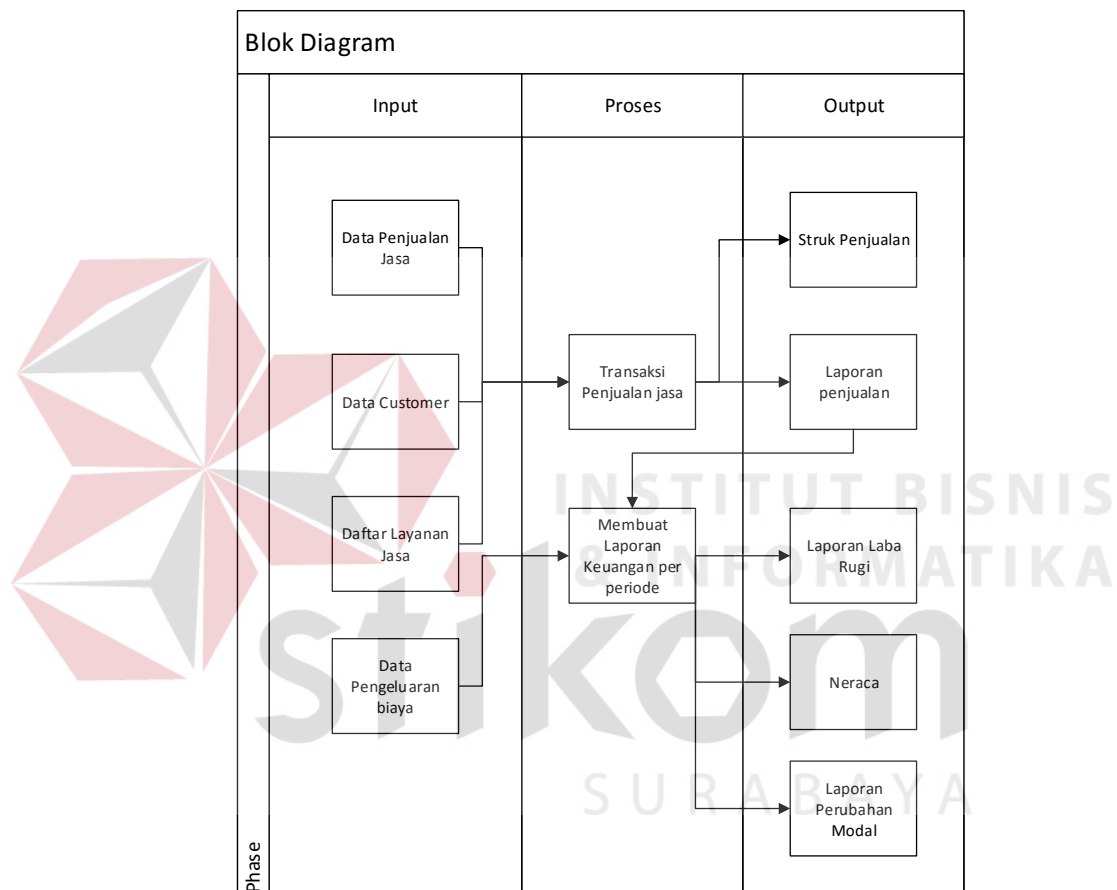 Blok Diagram
Input
Proses
Output
Data Penjualan
Jasa
Struk Penjualan
Data Customer
Transaksi
Penjualan jasa
Laporan
penjualan
Daftar Layanan
Jasa
Membuat
Laporan
Keuangan per
periode
Laporan Laba
Rugi
Data
Pengeluaran
biaya
Neraca
Laporan
Perubahan
Modal
Phase
INSTITUT BISNIS
& INFORMATIKA
stikom
SURABAYA